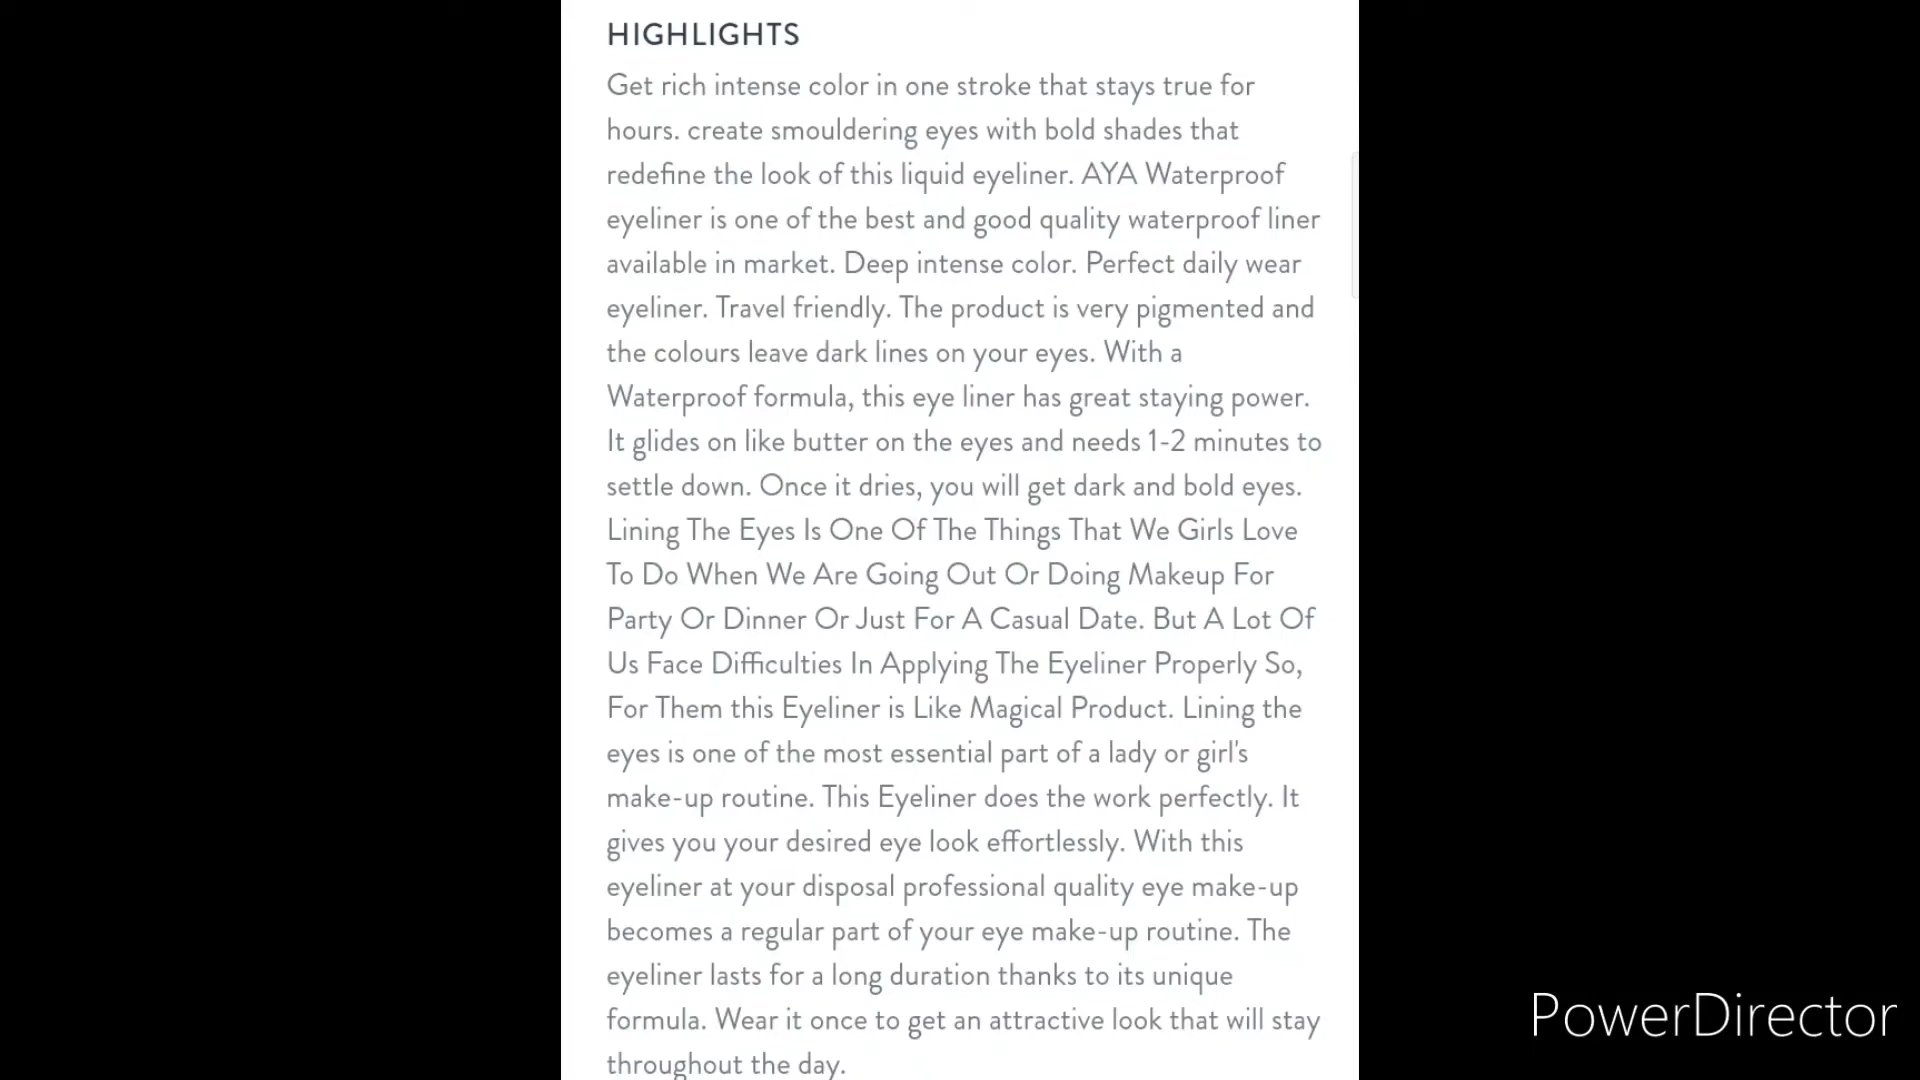 HIGHLIGHTS
Get rich intense color in one stroke that stays true for
hours. create smouldering eyes with bold shades that
redefine the look of this liquid eyeliner. AYA Waterproof
eyeliner is one of the best and good quality waterproof liner
available in market. Deep intense color. Perfect daily wear
eyeliner. Travel friendly. The product is very pigmented and
the colours leave dark lines on your eyes. With a
Waterproof formula, this eye liner has great staying power.
It glides on like butter on the eyes and needs 1-2 minutes to
settle down. Once it dries, you will get dark and bold eyes.
Lining The Eyes Is One Of The Things That We Girls Love
To Do When We Are Going Out Or Doing Makeup For
Party Or Dinner Or Just For A Casual Date. But A Lot Of
Us Face Difficulties In Applying The Eyeliner Properly So,
For Them this Eyeliner is Like Magical Product. Lining the
eyes is one of the most essential part of a lady or girl's
make-up routine. This Eyeliner does the work perfectly. It
gives you your desired eye look effortlessly. With this
eyeliner at your disposal professional quality eye make-up
becomes a regular part of your eye make-up routine. The
eyeliner lasts for a long duration thanks to its unique
formula. Wear it once to get an attractive look that will stay
throughout the day.
PowerDirector